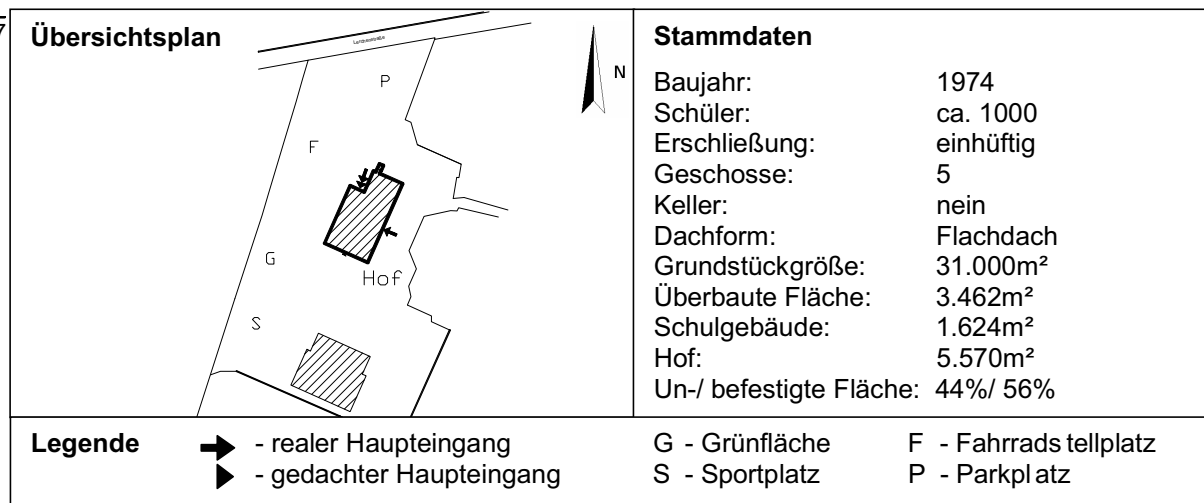 Übersichtsplan
P
N
F
G
Hof
S
Stammdaten
Baujahr: 1974
Schüler: ca. 1000
Erschließung: einhüftig
Geschosse: 5
Keller: nein
Dachform: Flachdach
Grundstückgröße: 31.000m²
Überbaute Fläche: 3.462m²
Schulgebäude: 1.624m²
Hof: 5.570m²
Un-/ befestigte Fläche: 44%/ 56%
Legende - realer Haupteingang G - Grünfläche F - Fahrrads tellplatz
- gedachter Haupteingang S - Sportplatz P - Parkpl atz